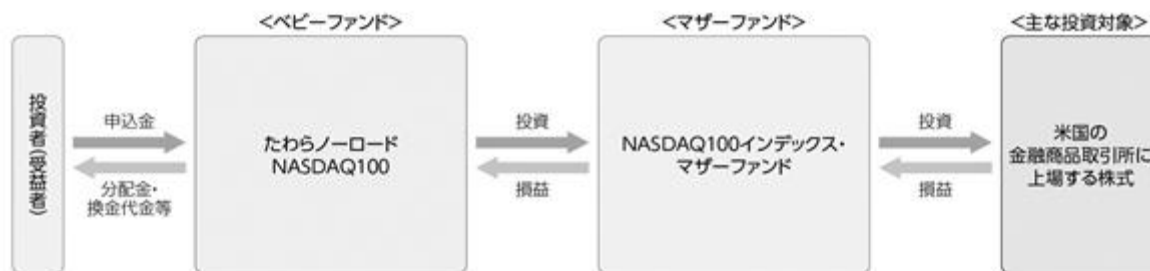 <ベビーファンド>
<マザーファンド>
<主な投資対象>
投資者(受益者)
申込金
分配金・
換金代金等
たわらノーロード
NASDAQ100
投資
損益
NASDAQ100インデックス・
マザーファンド
投資
損益
米国の
金融商品取引所に
上場する株式